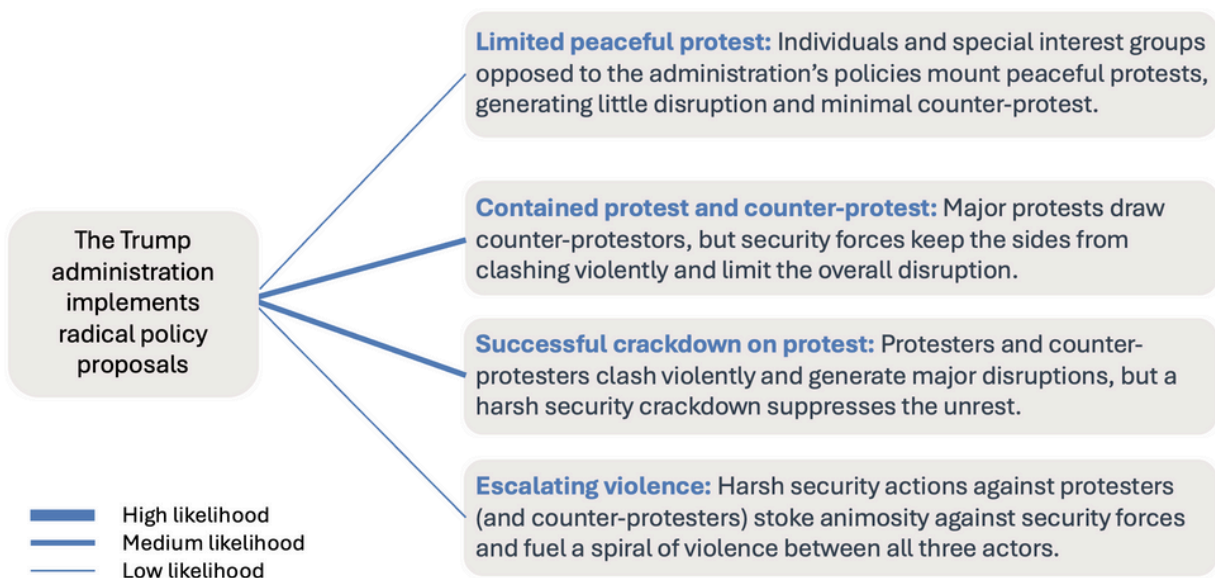 Limited peaceful protest: Individuals and special interest groups
opposed to the administration's policies mount peaceful protests,
generating little disruption and minimal counter-protest.
Contained protest and counter-protest: Major protests draw
counter-protestors, but security forces keep the sides from
clashing violently and limit the overall disruption.
The Trump
administration
implements
radical policy
proposals
Successful crackdown on protest: Protesters and counter-
protesters clash violently and generate major disruptions, but a
harsh security crackdown suppresses the unrest.
Escalating violence: Harsh security actions against protesters
(and counter-protesters) stoke animosity against security forces
and fuel a spiral of violence between all three actors.
High likelihood
Medium likelihood
Low likelihood